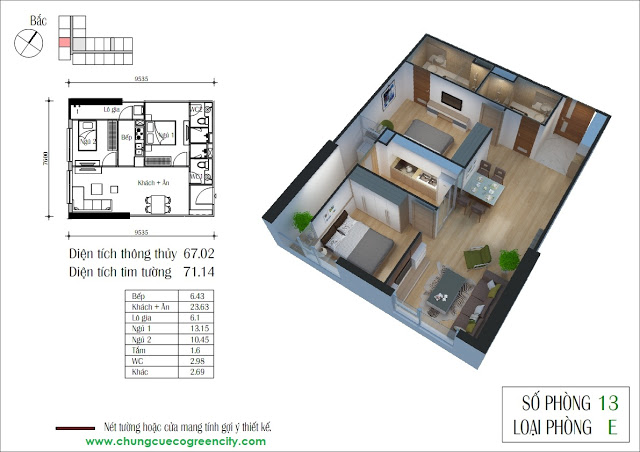 Bắc
9535
7600
Lô gia
WC2
Ngủ 2
Bếp
Ngủ 1
WC1
Khách + Ăn
9535
Diện tích thông thủy 67.02
Diện tích tim tường 71.14
Bếp 6.43
Khách + Ăn 23.63
Lô gia 6.1
Ngủ 1 13.15
Ngủ 2 10.45
Tắm 1.6
WC 2.98
Khác 2.69
Nét tường hoặc cửa mang tính gợi ý thiết kế.
www.chungcuecogreencity.com
SỐ PHÒNG 13
LOẠI PHÒNG E